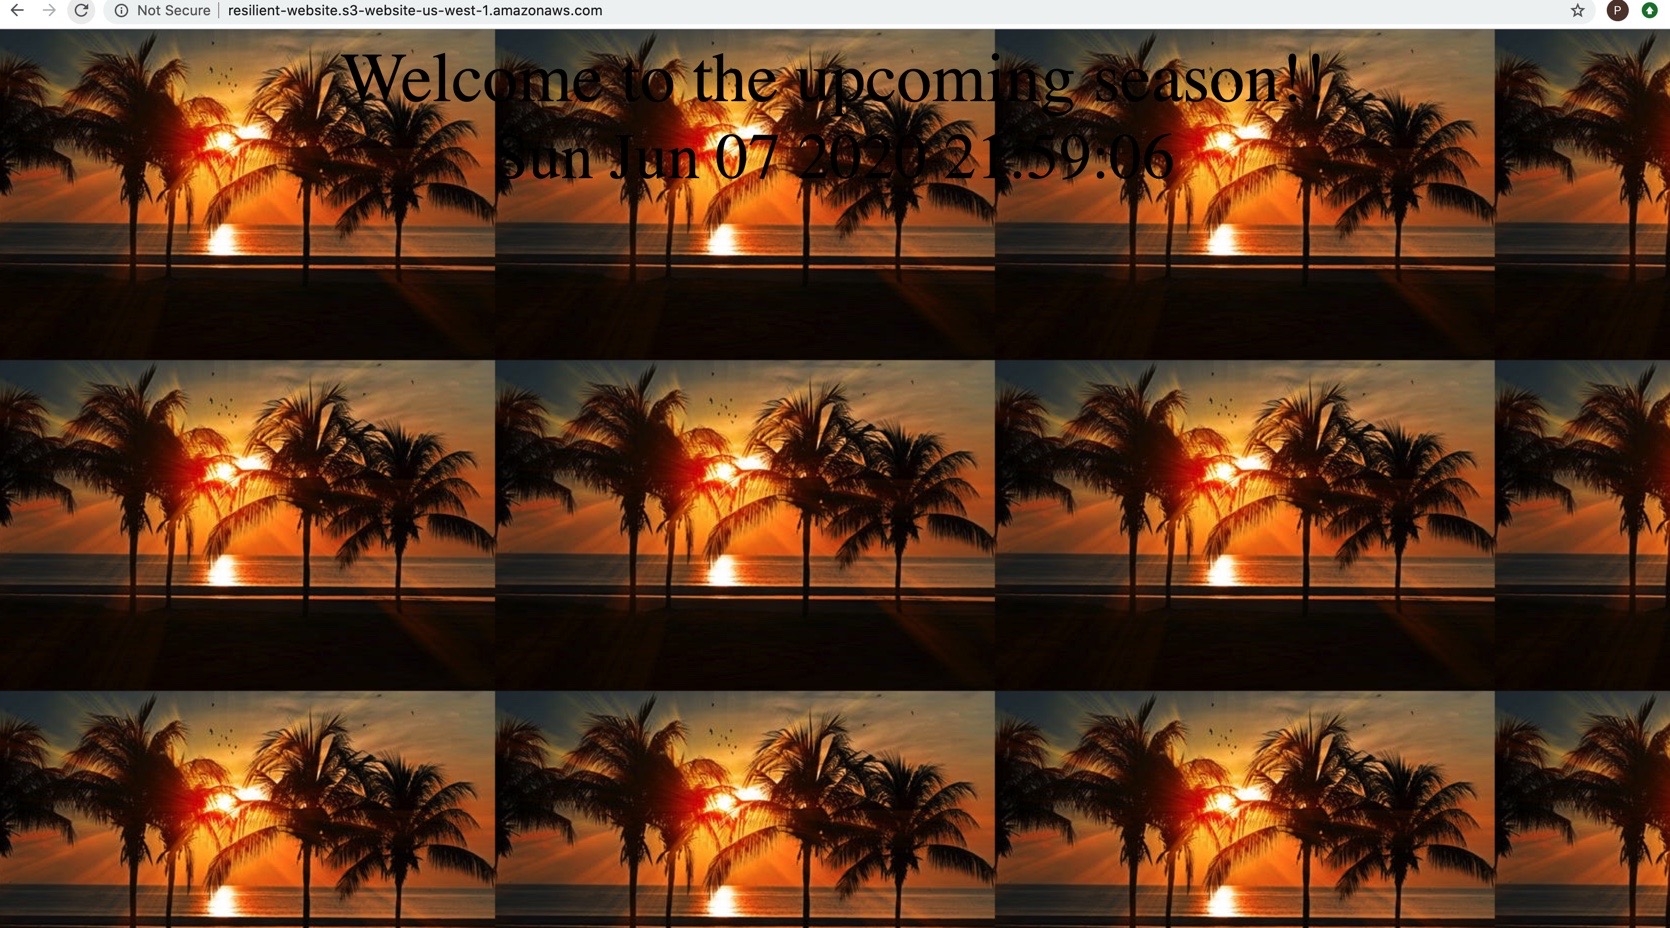 Not Secure resilient-website.s3-website-us-west-1.amazonaws.com P
Welcome to the upcoming season!!
Sun Jun 07 2020 21:59:06